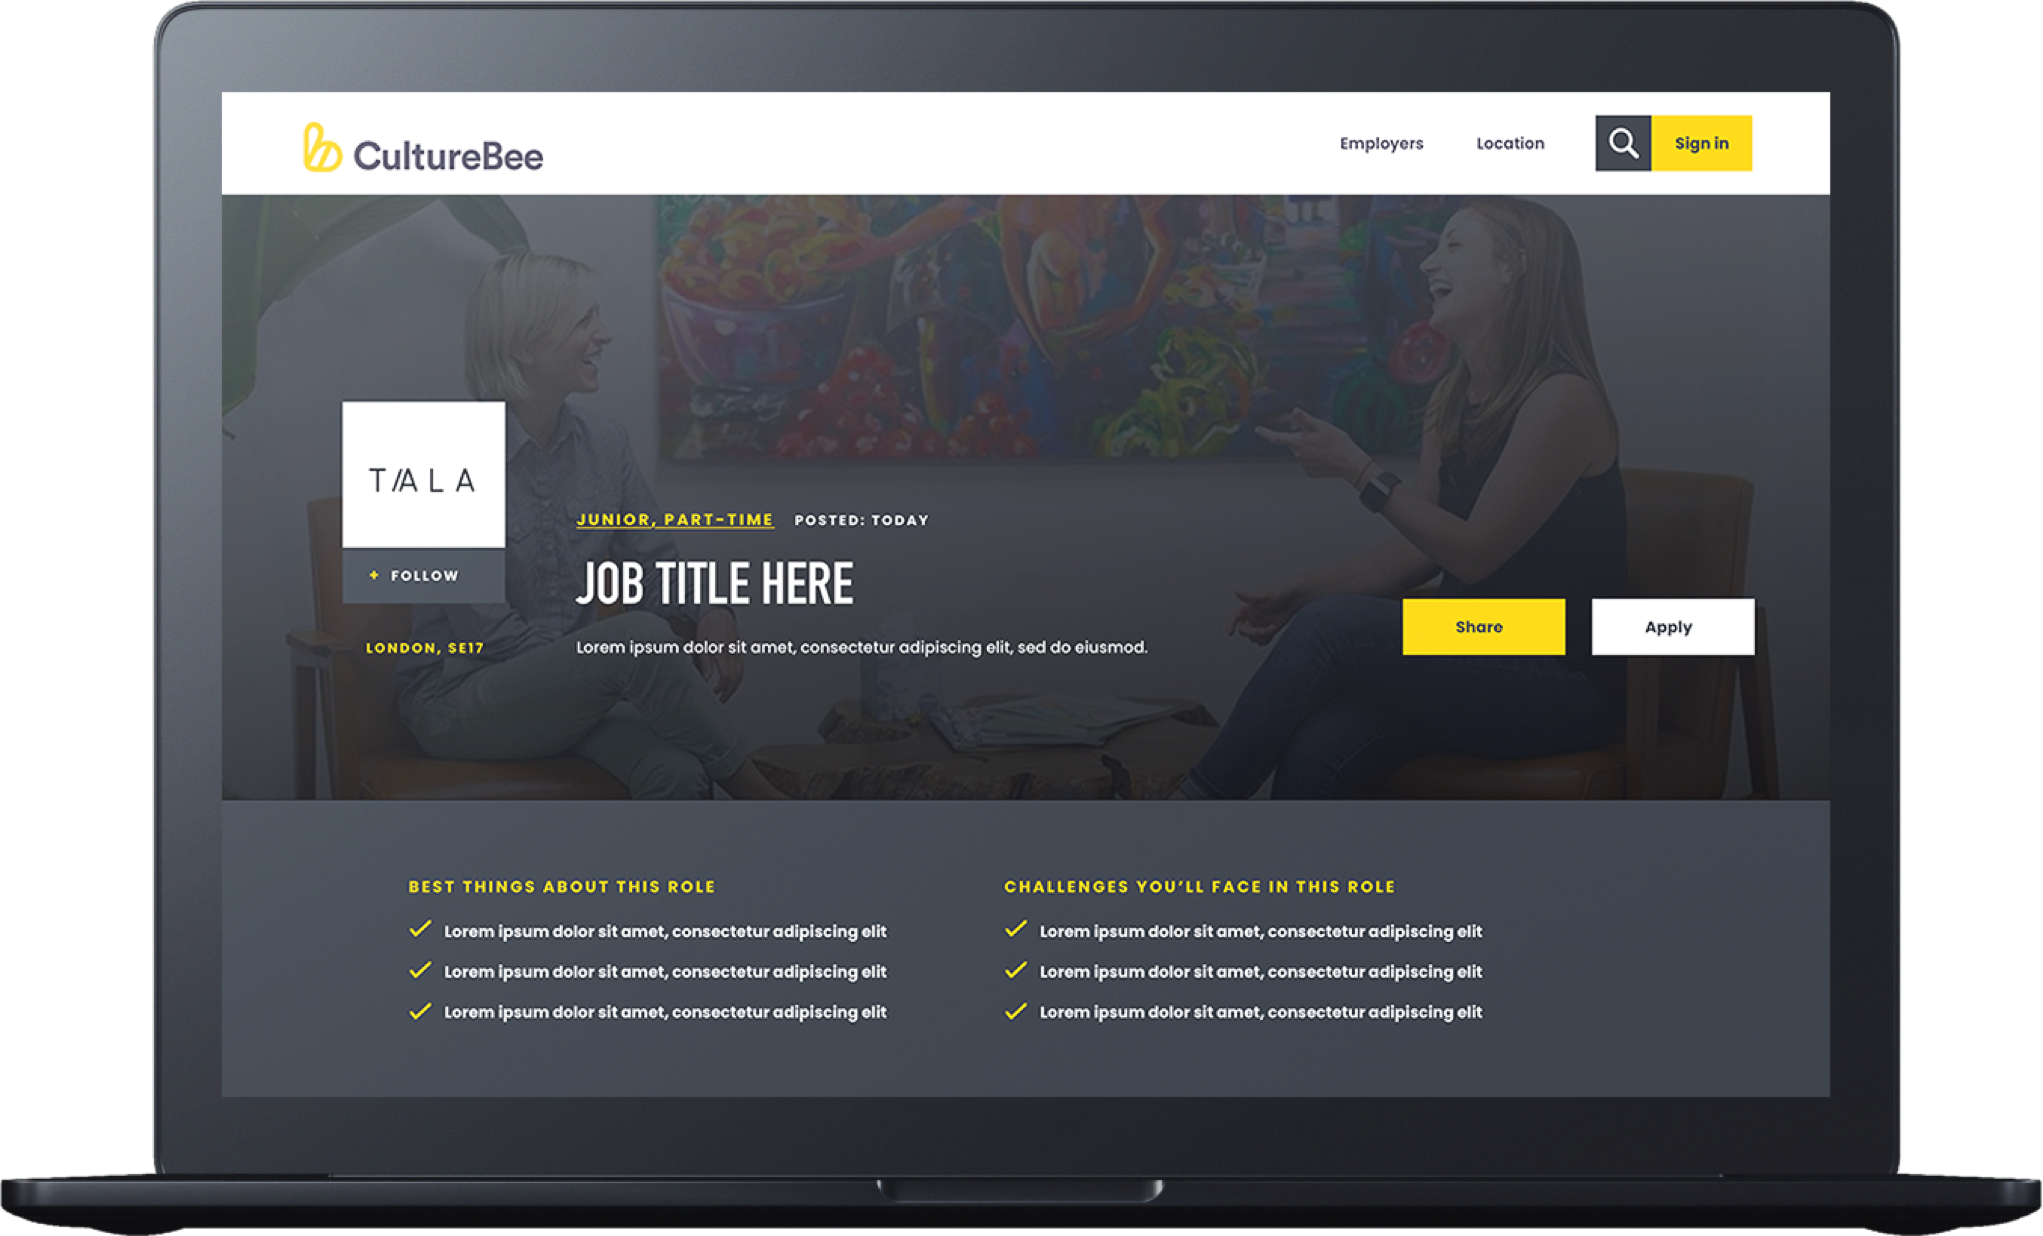 CultureBee
Employers
Location
Sign in
TALA
+ FOLLOW
LONDON, SE17
JUNIOR, PART-TIME POSTED: TODAY
JOB TITLE HERE
Lorem ipsum dolor sit amet, consectetur adipiscing elit, sed do eiusmod.
Share
Apply
BEST THINGS ABOUT THIS ROLE
Lorem ipsum dolor sit amet, consectetur adipiscing elit
Lorem ipsum dolor sit amet, consectetur adipiscing elit
Lorem ipsum dolor sit amet, consectetur adipiscing elit
CHALLENGES YOU’LL FACE IN THIS ROLE
Lorem ipsum dolor sit amet, consectetur adipiscing elit
Lorem ipsum dolor sit amet, consectetur adipiscing elit
Lorem ipsum dolor sit amet, consectetur adipiscing elit